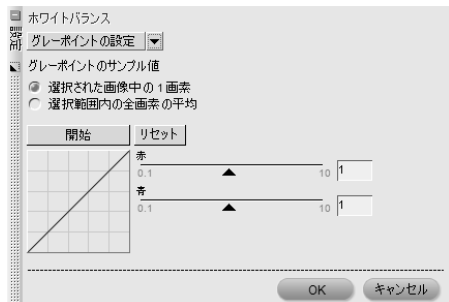 ホワイトバランス
グレーポイントの設定
グレーポイントのサンプル値
選択された画像中の1画素
選択範囲内の全画素の平均
開始 リセット
赤
0.1 10 1
青
0.1 10 1
OK キャンセル